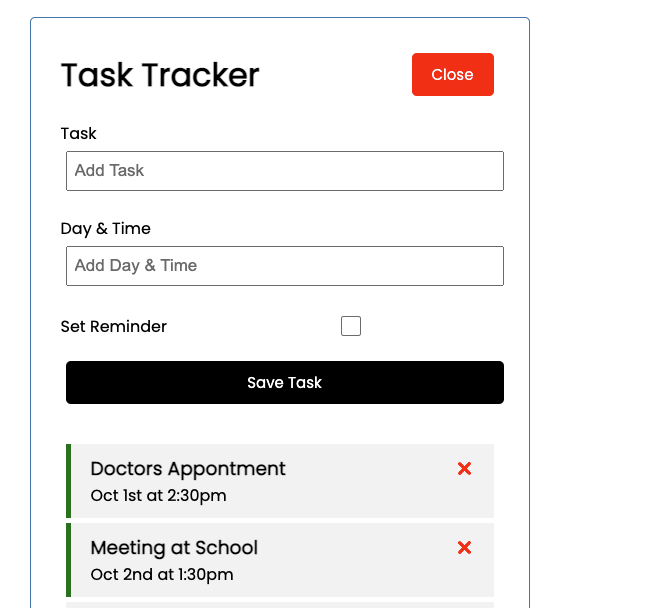 Task Tracker
Close
Task
Add Task
Day & Time
Add Day & Time
Set Reminder
Save Task
Doctors Appontment
Oct 1st at 2:30pm
Meeting at School
Oct 2nd at 1:30pm